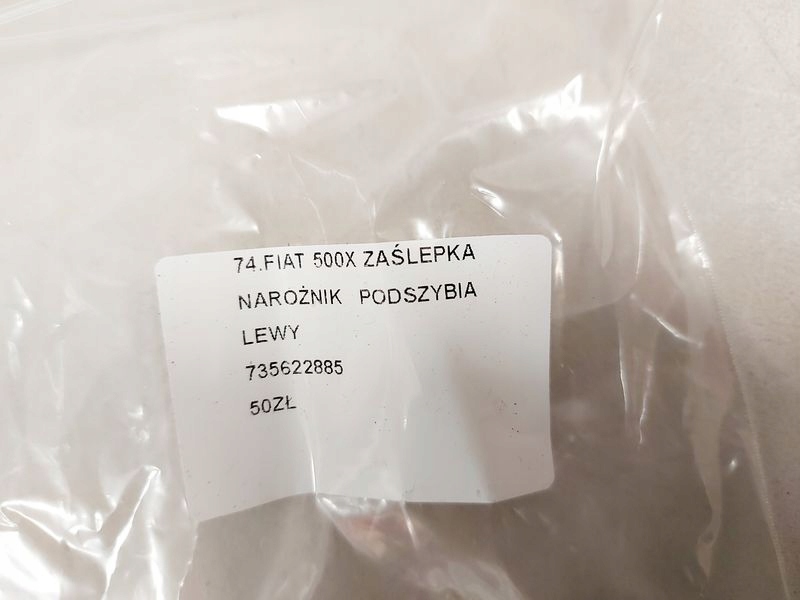 74.FIAT 500X ZAŚLEPKA
NAROŻNIK PODSZYBIA
LEWY
735622885
50ZŁ